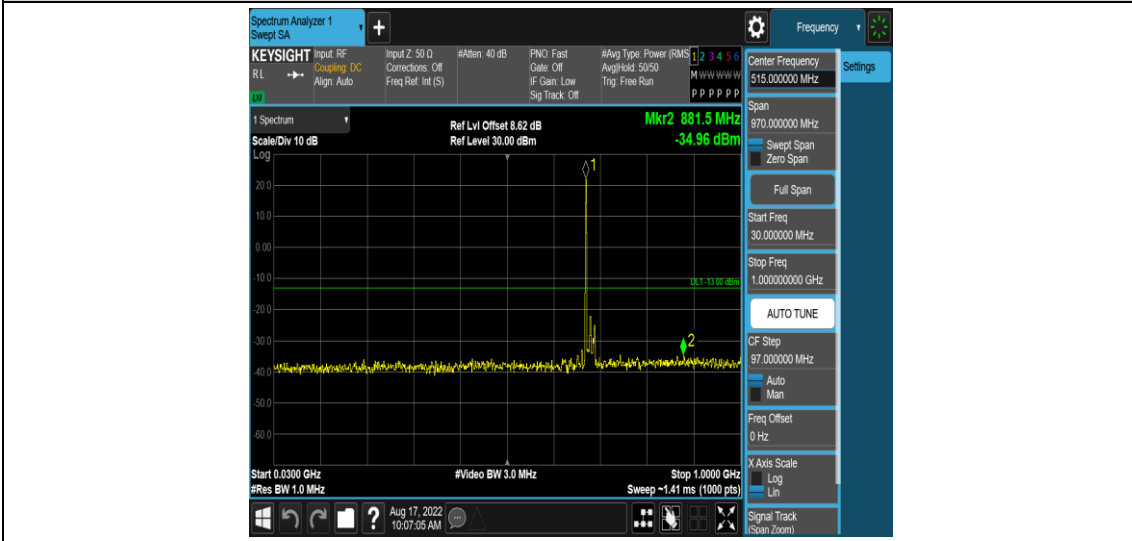 Spectrum Analyzer 1
Swept SA
+
Frequency
KEYSIGHT
RL
Input: RF
Coupling: DC
Align: Auto
Input Z: 50 Ω
Corrections: Off
Freq Ref: Int (S)
#Atten: 40 dB
PNO: Fast
Gate: Off
IF Gain: Low
Sig Track: Off
#Avg Type: Power (RMS
Avg|Hold: 50/50
Trig: Free Run
1 2 3 4 5 6
M W W W W W
P P P P P P
1 Spectrum
Scale/Div 10 dB
Log
Ref Lvl Offset 8.62 dB
Ref Level 30.00 dBm
Mkr2 881.5 MHz
-34.96 dBm
1
20.0
10.0
0.00
-10.0
DL1 -13.00 dBm
-20.0
-30.0
2
-40.0
-50.0
-60.0
Start 0.0300 GHz
#Res BW 1.0 MHz
#Video BW 3.0 MHz
Stop 1.0000 GHz
Sweep ~1.41 ms (1000 pts)
Center Frequency
515.000000 MHz
Settings
Span
970.000000 MHz
Swept Span
Zero Span
Full Span
Start Freq
30.000000 MHz
Stop Freq
1.000000000 GHz
AUTO TUNE
CF Step
97.000000 MHz
Auto
Man
Freq Offset
0 Hz
X Axis Scale
Log
Lin
Signal Track
(Span Zoom)
?
Aug 17, 2022
10:07:05 AM